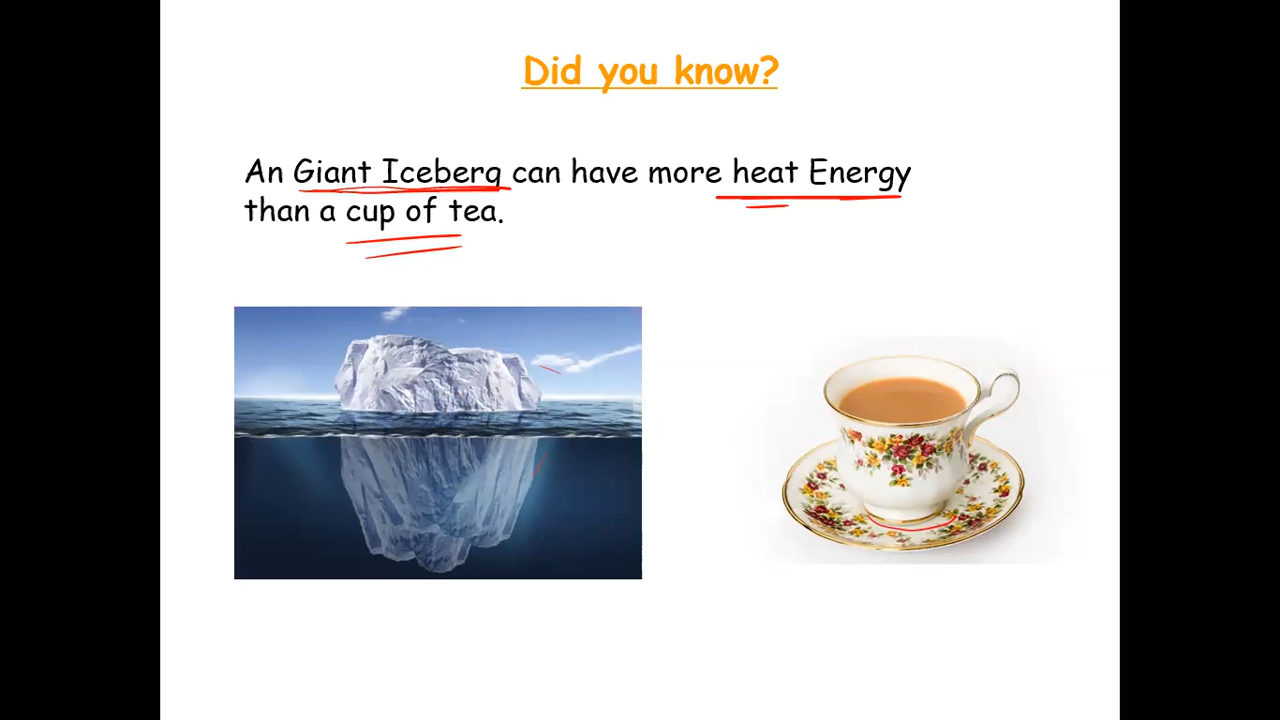 Did you know?
An Giant Iceberg can have more heat Energy
than a cup of tea.